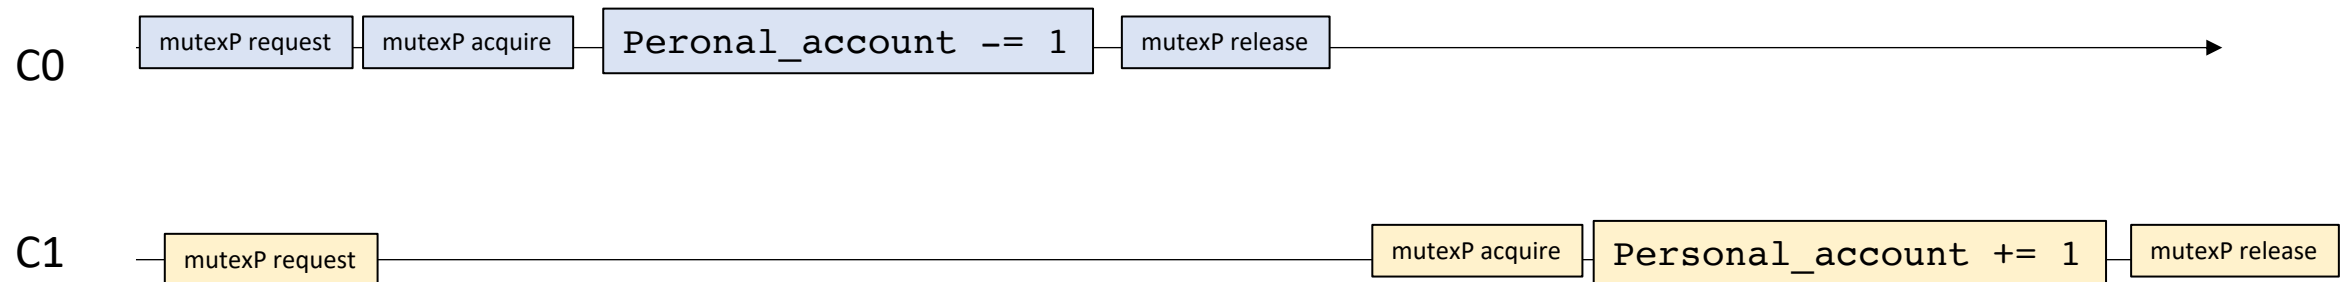 C0 mutexP request mutexP acquire Peronal_account -= 1 mutexP release
C1 mutexP request mutexP acquire Personal_account += 1 mutexP release